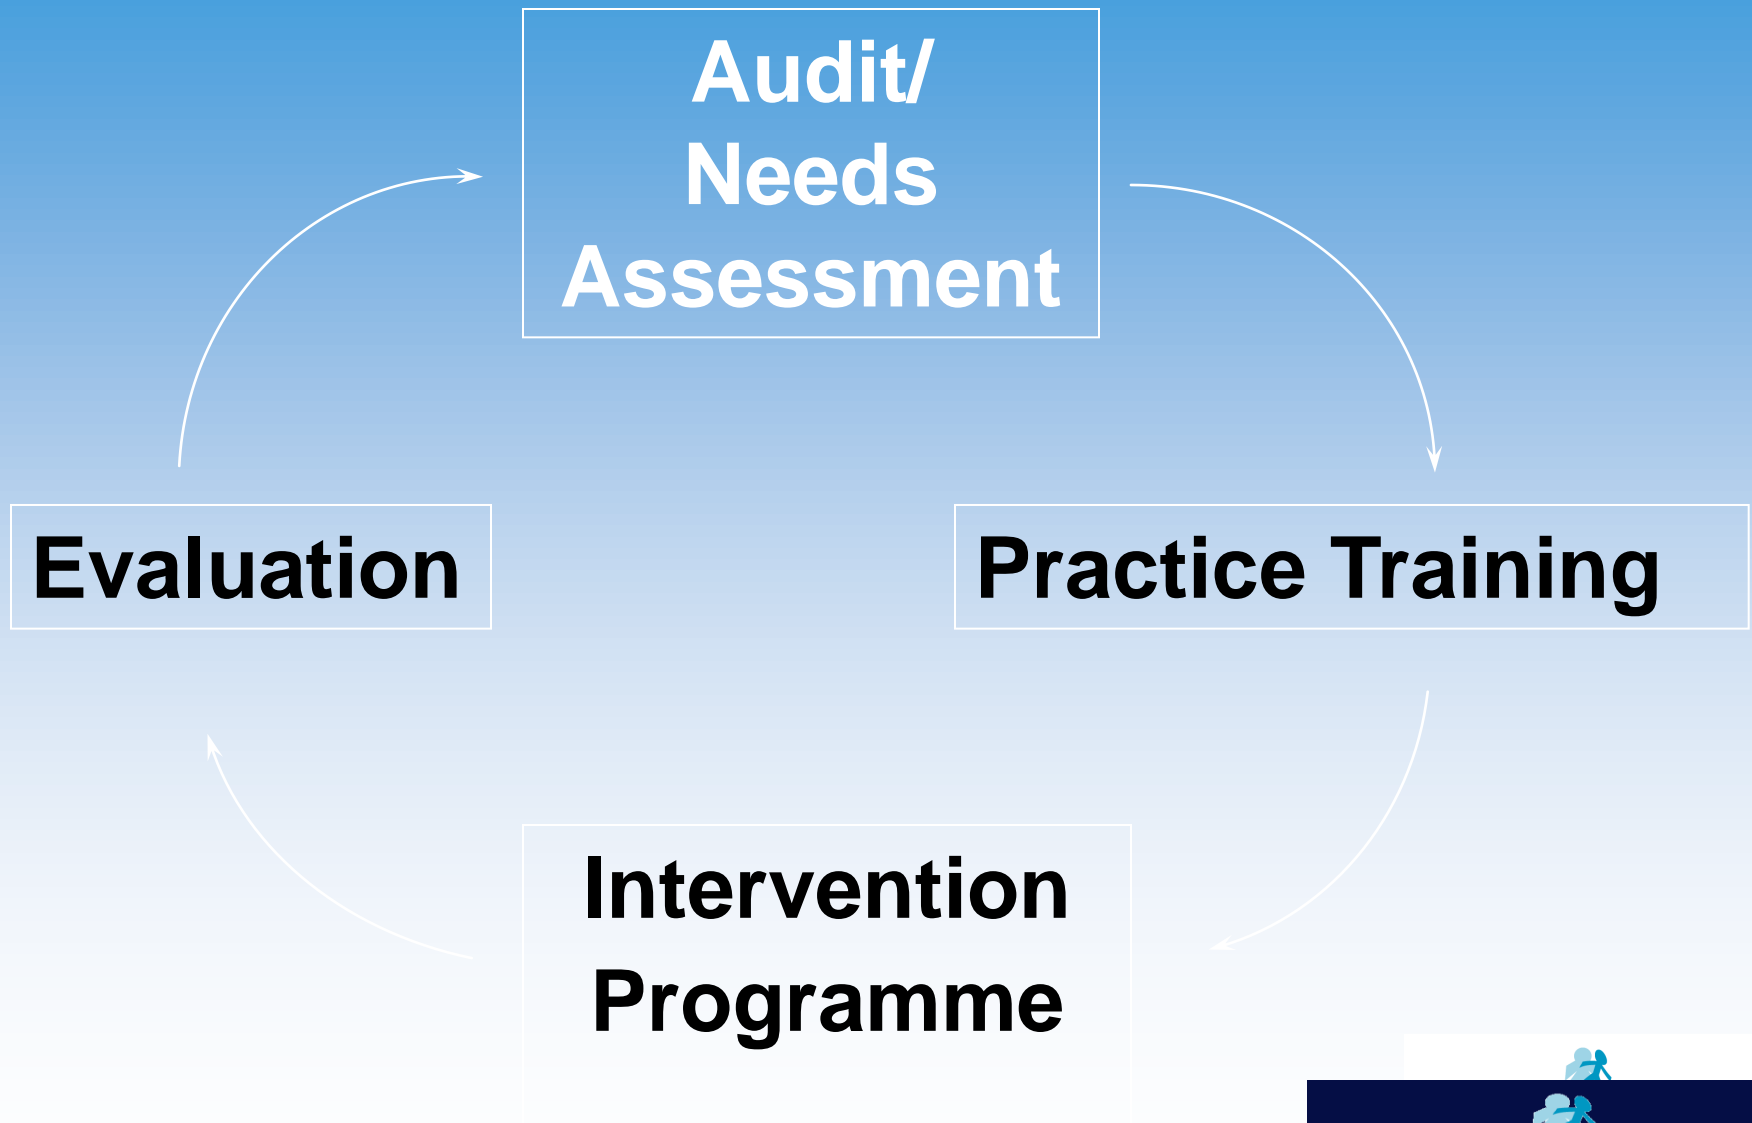 Audit/
Needs
Assessment
Evaluation
Practice Training
Intervention
Programme